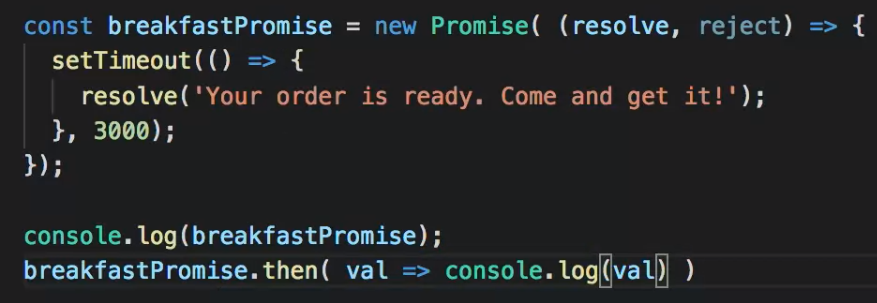 const breakfastPromise = new Promise( (resolve, reject) => {
  setTimeout(() => {
    resolve('Your order is ready. Come and get it!');
  }, 3000);
});

console.log(breakfastPromise);
breakfastPromise.then( val => console.log(val) )